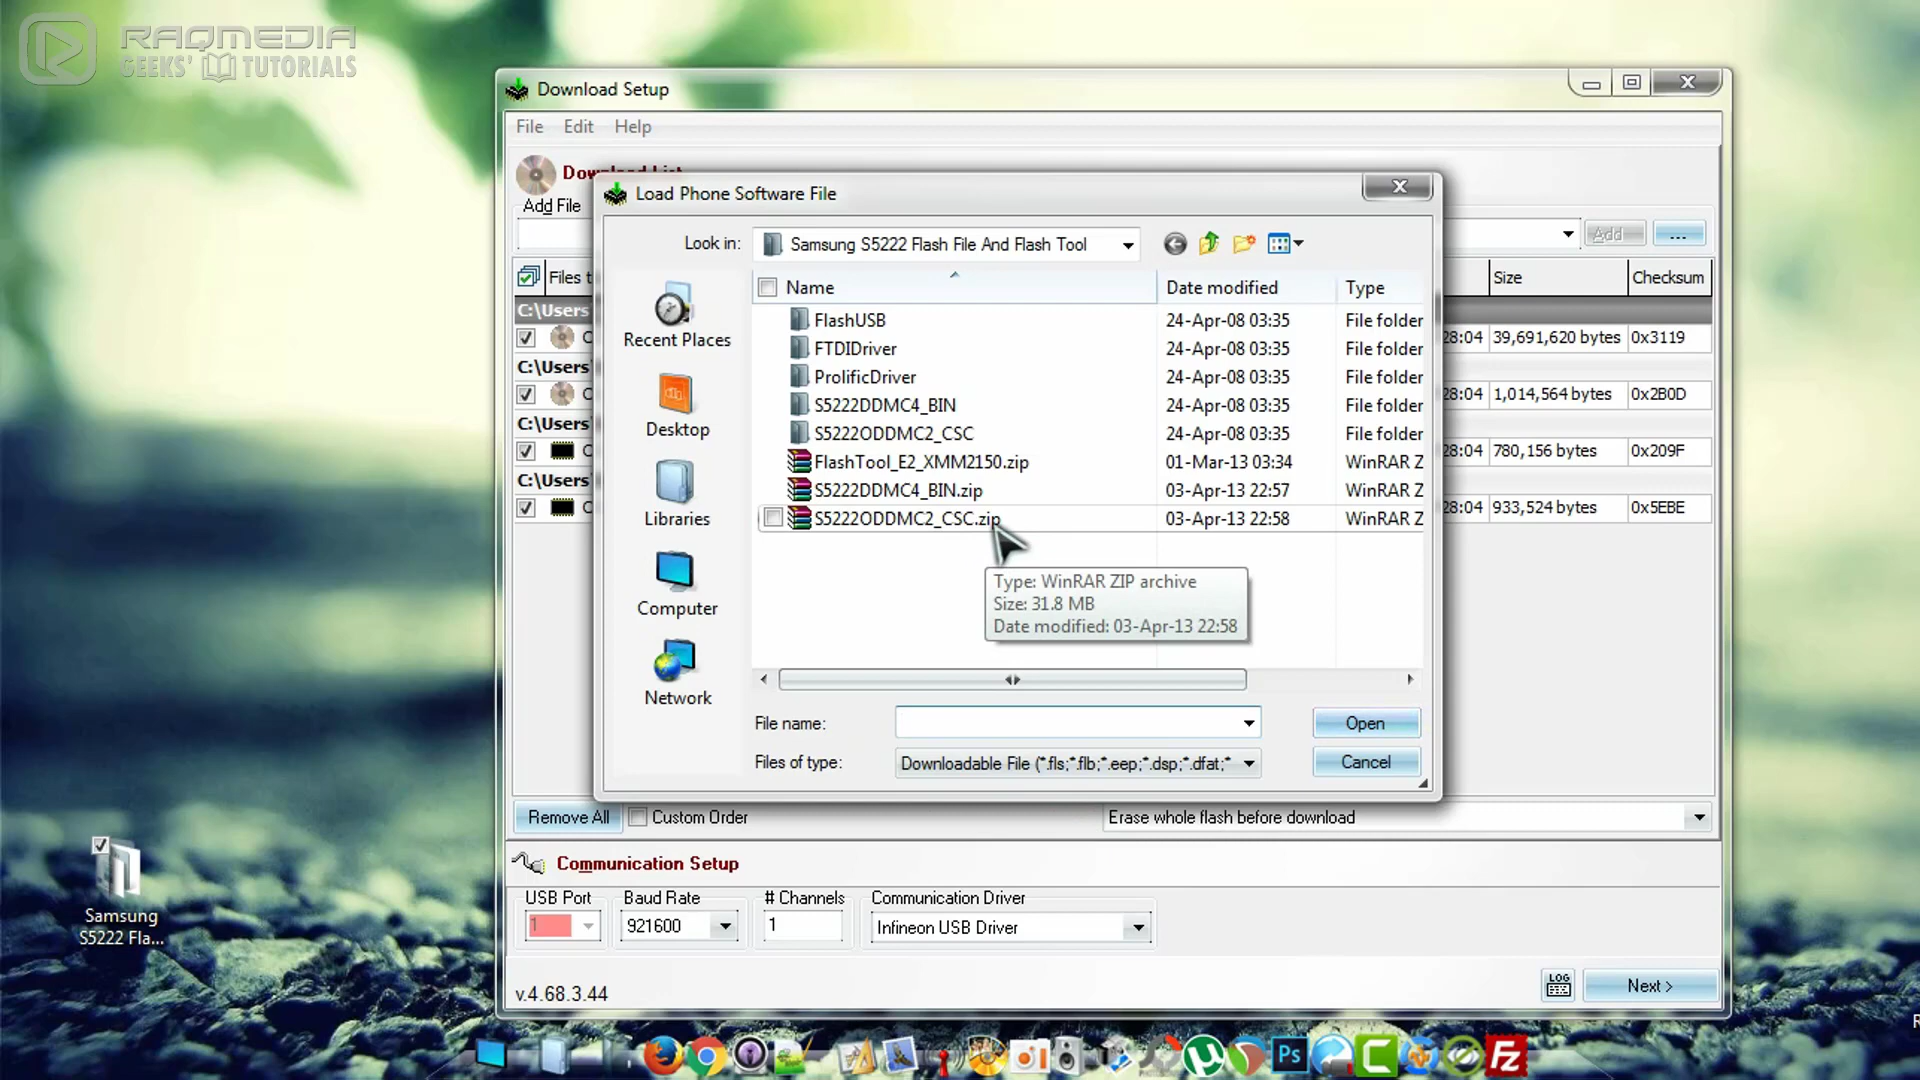 RAQMEDIA
GEEKS' TUTORIALS
Download Setup
File Edit Help
Add File
Add ...
Files t
Size Checksum
C:\Users
28:04 39,691,620 bytes 0x3119
C:\Users
28:04 1,014,564 bytes 0x2B0D
C:\Users
28:04 780,156 bytes 0x209F
C:\Users
28:04 933,524 bytes 0x5EBE
Load Phone Software File
Look in: Samsung S5222 Flash File And Flash Tool
Name Date modified Type
FlashUSB 24-Apr-08 03:35 File folder
FTDIDriver 24-Apr-08 03:35 File folder
ProlificDriver 24-Apr-08 03:35 File folder
S5222DDMC4_BIN 24-Apr-08 03:35 File folder
S5222ODDMC2_CSC 24-Apr-08 03:35 File folder
FlashTool_E2_XMM2150.zip 01-Mar-13 03:34 WinRAR Z
S5222DDMC4_BIN.zip 03-Apr-13 22:57 WinRAR Z
S5222ODDMC2_CSC.zip 03-Apr-13 22:58 WinRAR Z
Type: WinRAR ZIP archive
Size: 31.8 MB
Date modified: 03-Apr-13 22:58
Recent Places
Desktop
Libraries
Computer
Network
File name:
Open
Files of type: Downloadable File (*.fls;*.flb;*.eep;*.dsp;*.dfat;*
Cancel
Remove All Custom Order Erase whole flash before download
Communication Setup
USB Port Baud Rate # Channels Communication Driver
1 921600 1 Infineon USB Driver
v.4.68.3.44
LOG
Next >
Samsung
S5222 Fla...
Ps
Fz